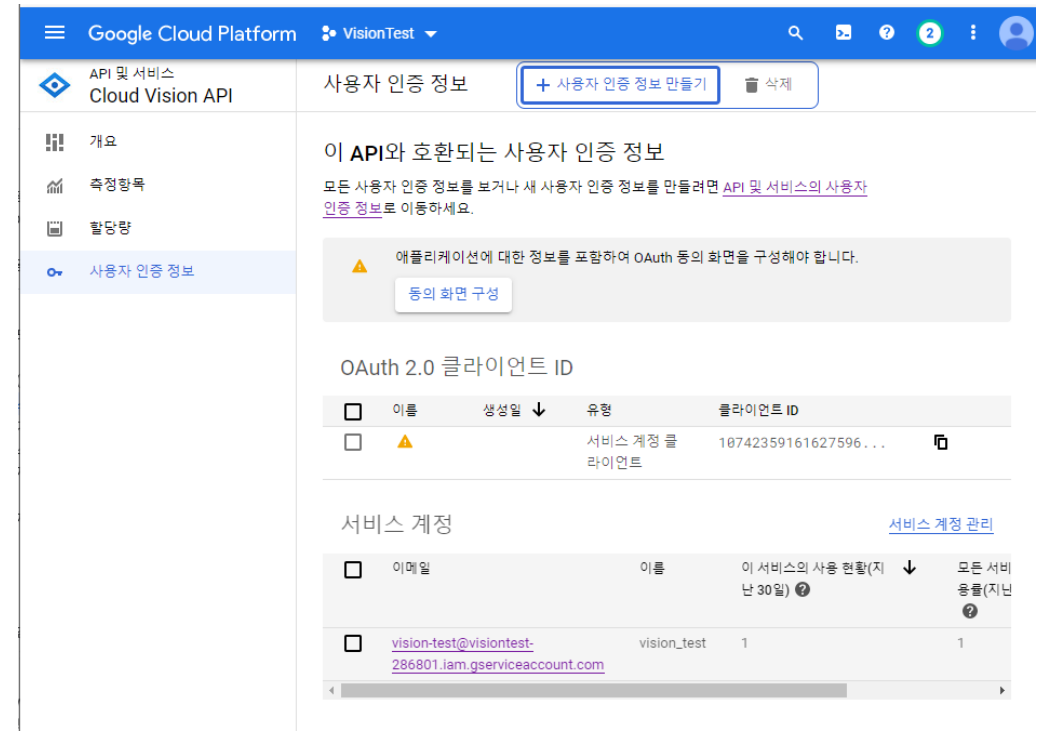 Google Cloud Platform VisionTest 2
API 및 서비스
Cloud Vision API
사용자 인증 정보
+ 사용자 인증 정보 만들기
삭제
개요
측정항목
할당량
사용자 인증 정보
이 API와 호환되는 사용자 인증 정보
모든 사용자 인증 정보를 보거나 새 사용자 인증 정보를 만들려면 API 및 서비스의 사용자
인증 정보로 이동하세요.
애플리케이션에 대한 정보를 포함하여 OAuth 동의 화면을 구성해야 합니다.
동의 화면 구성
OAuth 2.0 클라이언트 ID
이름 생성일 유형 클라이언트 ID
서비스 계정 클
라이언트
10742359161627596...
서비스 계정
서비스 계정 관리
이메일
이름
이 서비스의 사용 현황(지
난 30일)
모든 서비
용률(지난
vision-test@visiontest-
286801.iam.gserviceaccount.com
vision_test
1
1